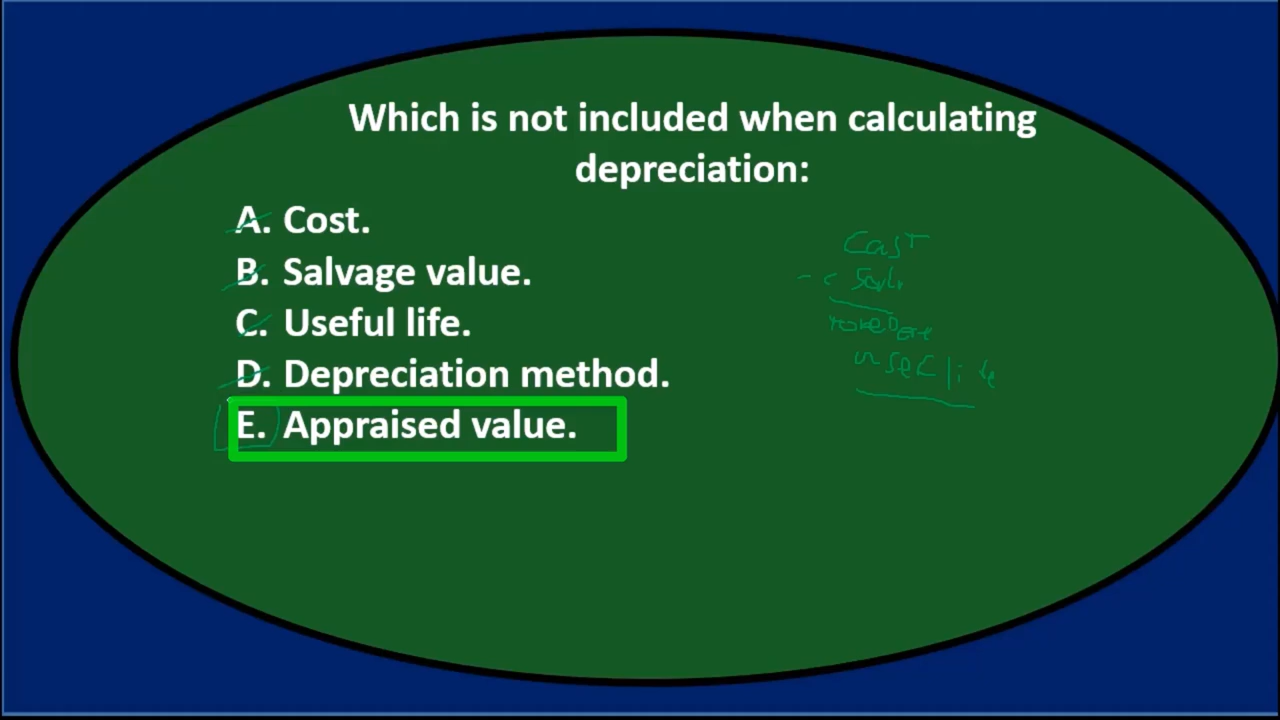 Which is not included when calculating
depreciation:
A. Cost.
B. Salvage value.
C. Useful life.
D. Depreciation method.
E. Appraised value.
Cost